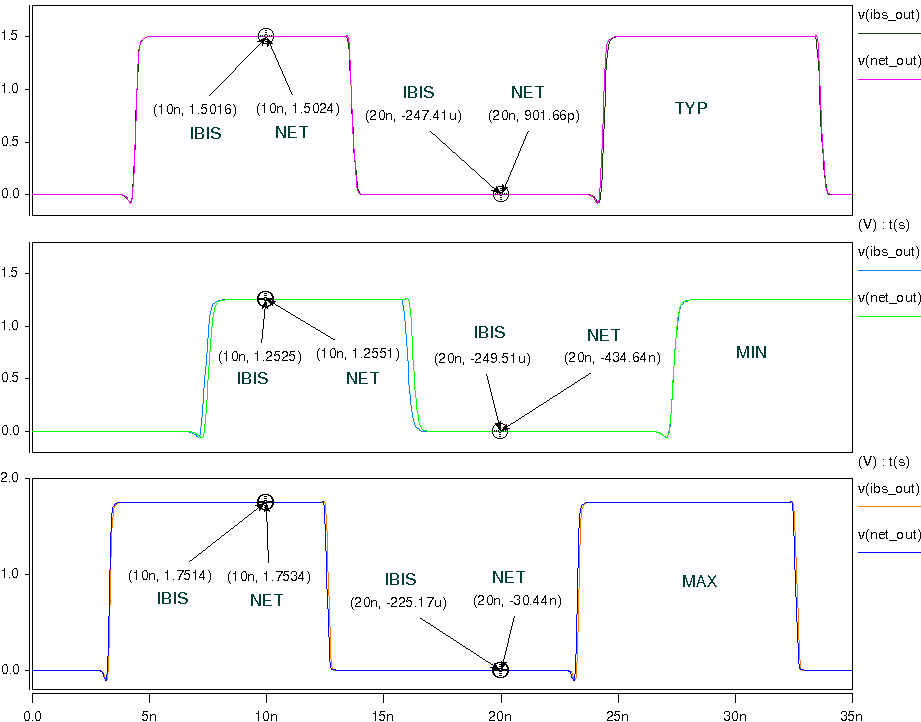 v(ibs_out)
1.5
v(net_out)
1.0
IBIS
NET
(10n, 1.5016)
(10n, 1.5024)
(20n, -247.41u)
(20n, 901.66p)
TYP
IBIS
NET
0.5
0.0
(V) : t(s)
v(ibs_out)
1.5
v(net_out)
1.0
IBIS
NET
(10n, 1.2525)
(10n, 1.2551)
(20n, -249.51u)
(20n, -434.64n)
MIN
0.5
IBIS
NET
0.0
(V) : t(s)
2.0
v(ibs_out)
v(net_out)
1.0
(10n, 1.7514)
(10n, 1.7534)
IBIS
NET
MAX
IBIS
NET
(20n, -225.17u)
(20n, -30.44n)
0.0
0.0
5n
10n
15n
20n
25n
30n
35n